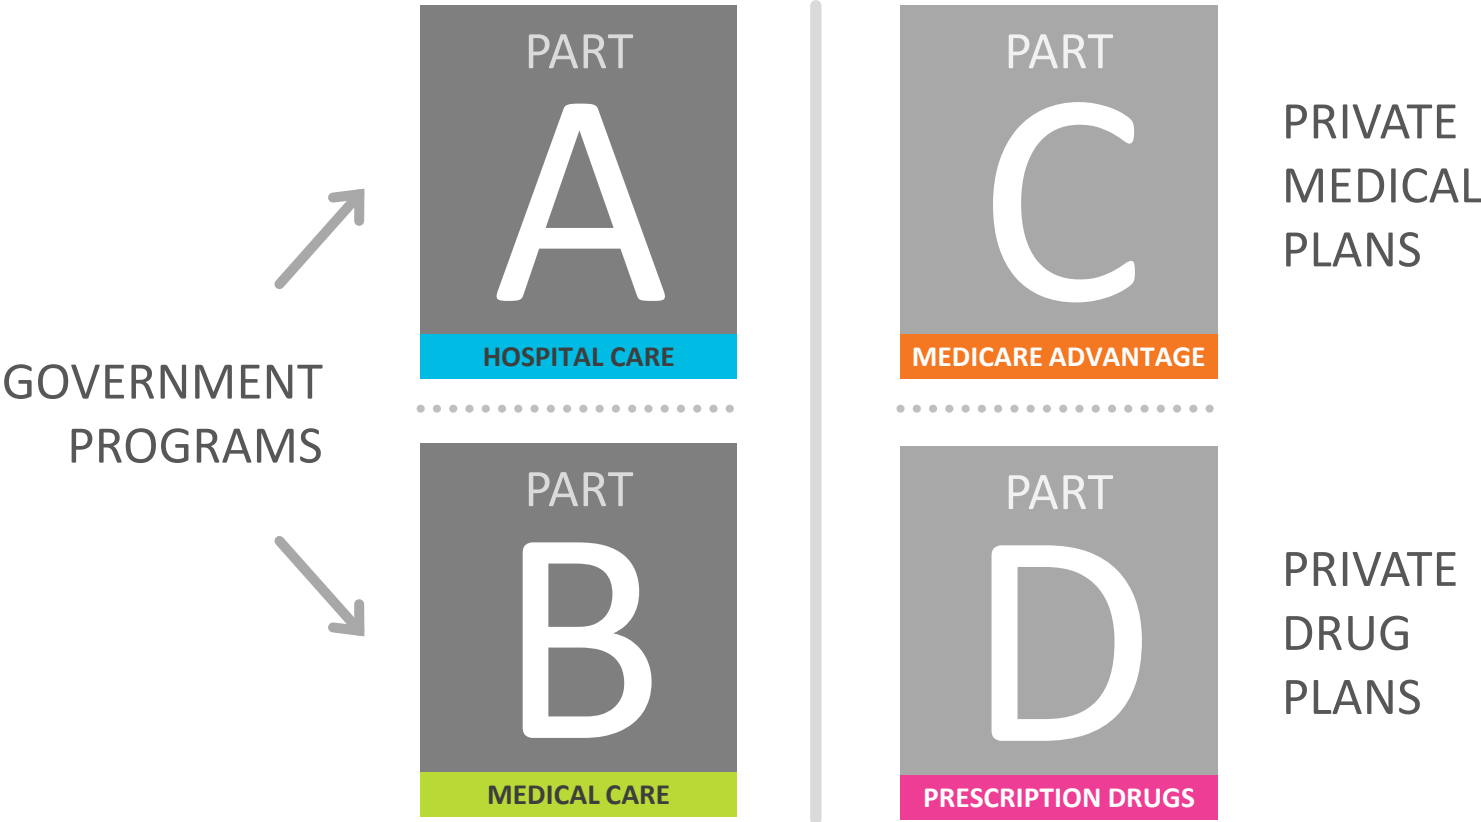 GOVERNMENT
PROGRAMS
PART
A
HOSPITAL CARE
PART
B
MEDICAL CARE
PART
C
MEDICARE ADVANTAGE
PRIVATE
MEDICAL
PLANS
PART
D
PRESCRIPTION DRUGS
PRIVATE
DRUG
PLANS